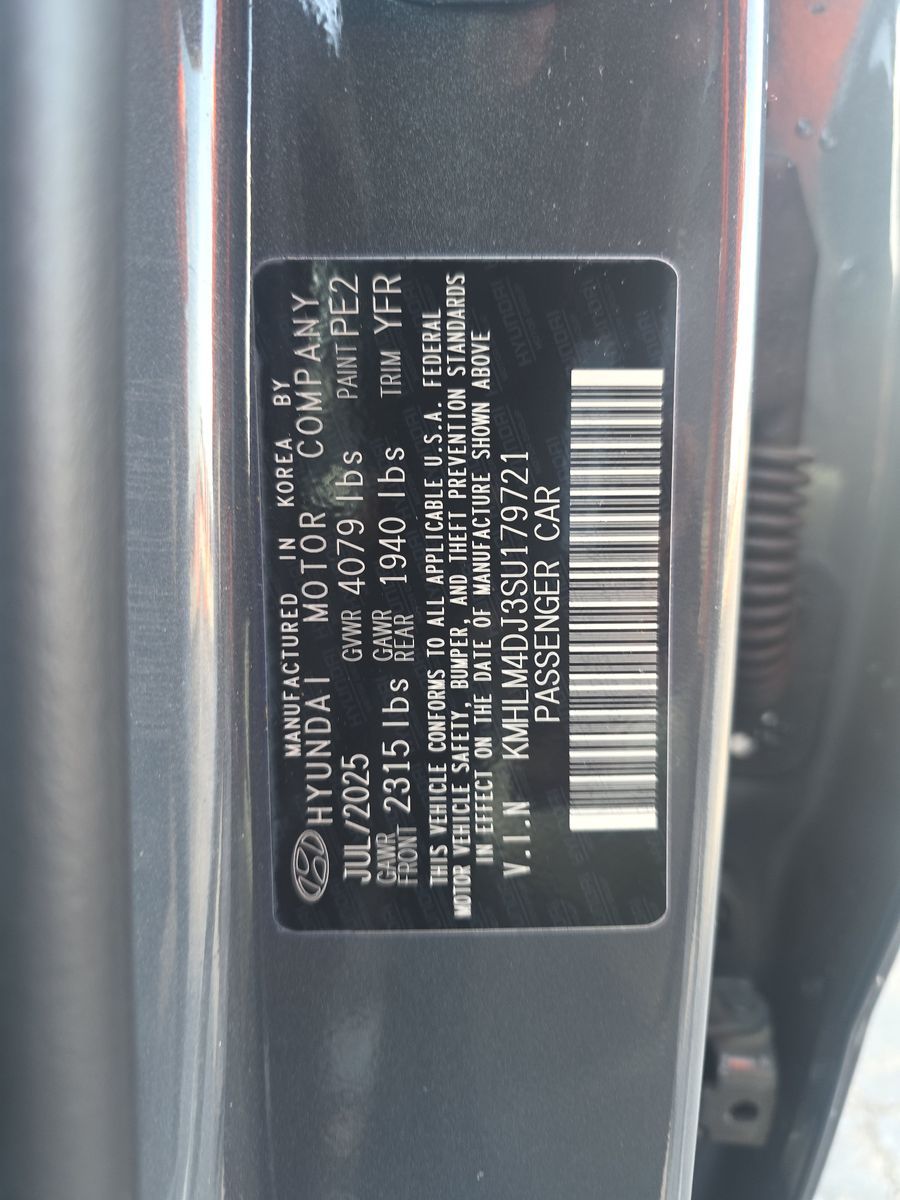 MANUFACTURED IN KOREA BY
HYUNDAI MOTOR COMPANY
JUL/2025 GVWR 4079 lbs PAINT PE2
GAWR FRONT 2315 lbs GAWR REAR 1940 lbs TRIM YFR
THIS VEHICLE CONFORMS TO ALL APPLICABLE U.S.A. FEDERAL
MOTOR VEHICLE SAFETY, BUMPER, AND THEFT PREVENTION STANDARDS
IN EFFECT ON THE DATE OF MANUFACTURE SHOWN ABOVE
V.I.N KMHLM4DJ3SU179721
PASSENGER CAR